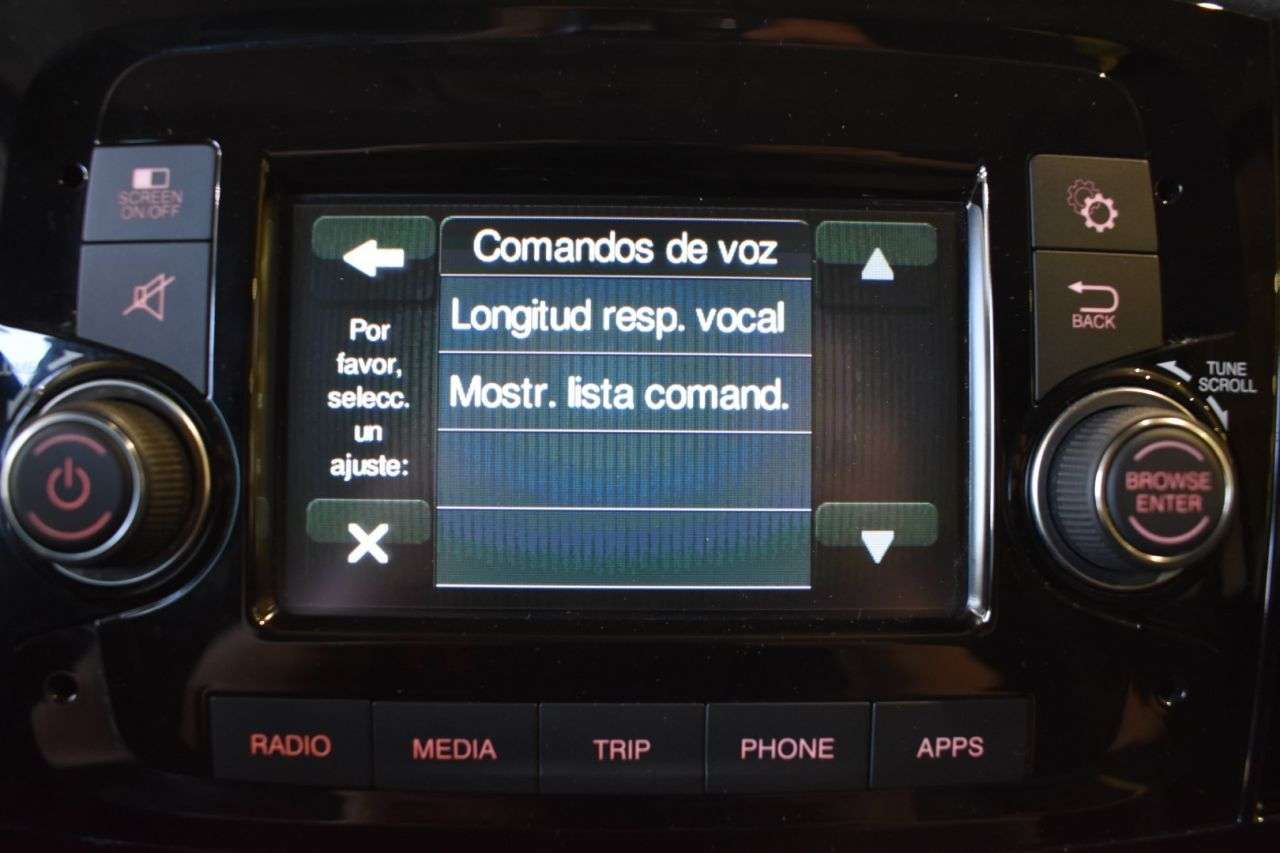 SCREEN
ON/OFF
Comandos de voz
Longitud resp. vocal
Mostr. lista comand.
Por
favor,
selecc.
un
ajuste:
BACK
TUNE
SCROLL
BROWSE
ENTER
RADIO
MEDIA
TRIP
PHONE
APPS